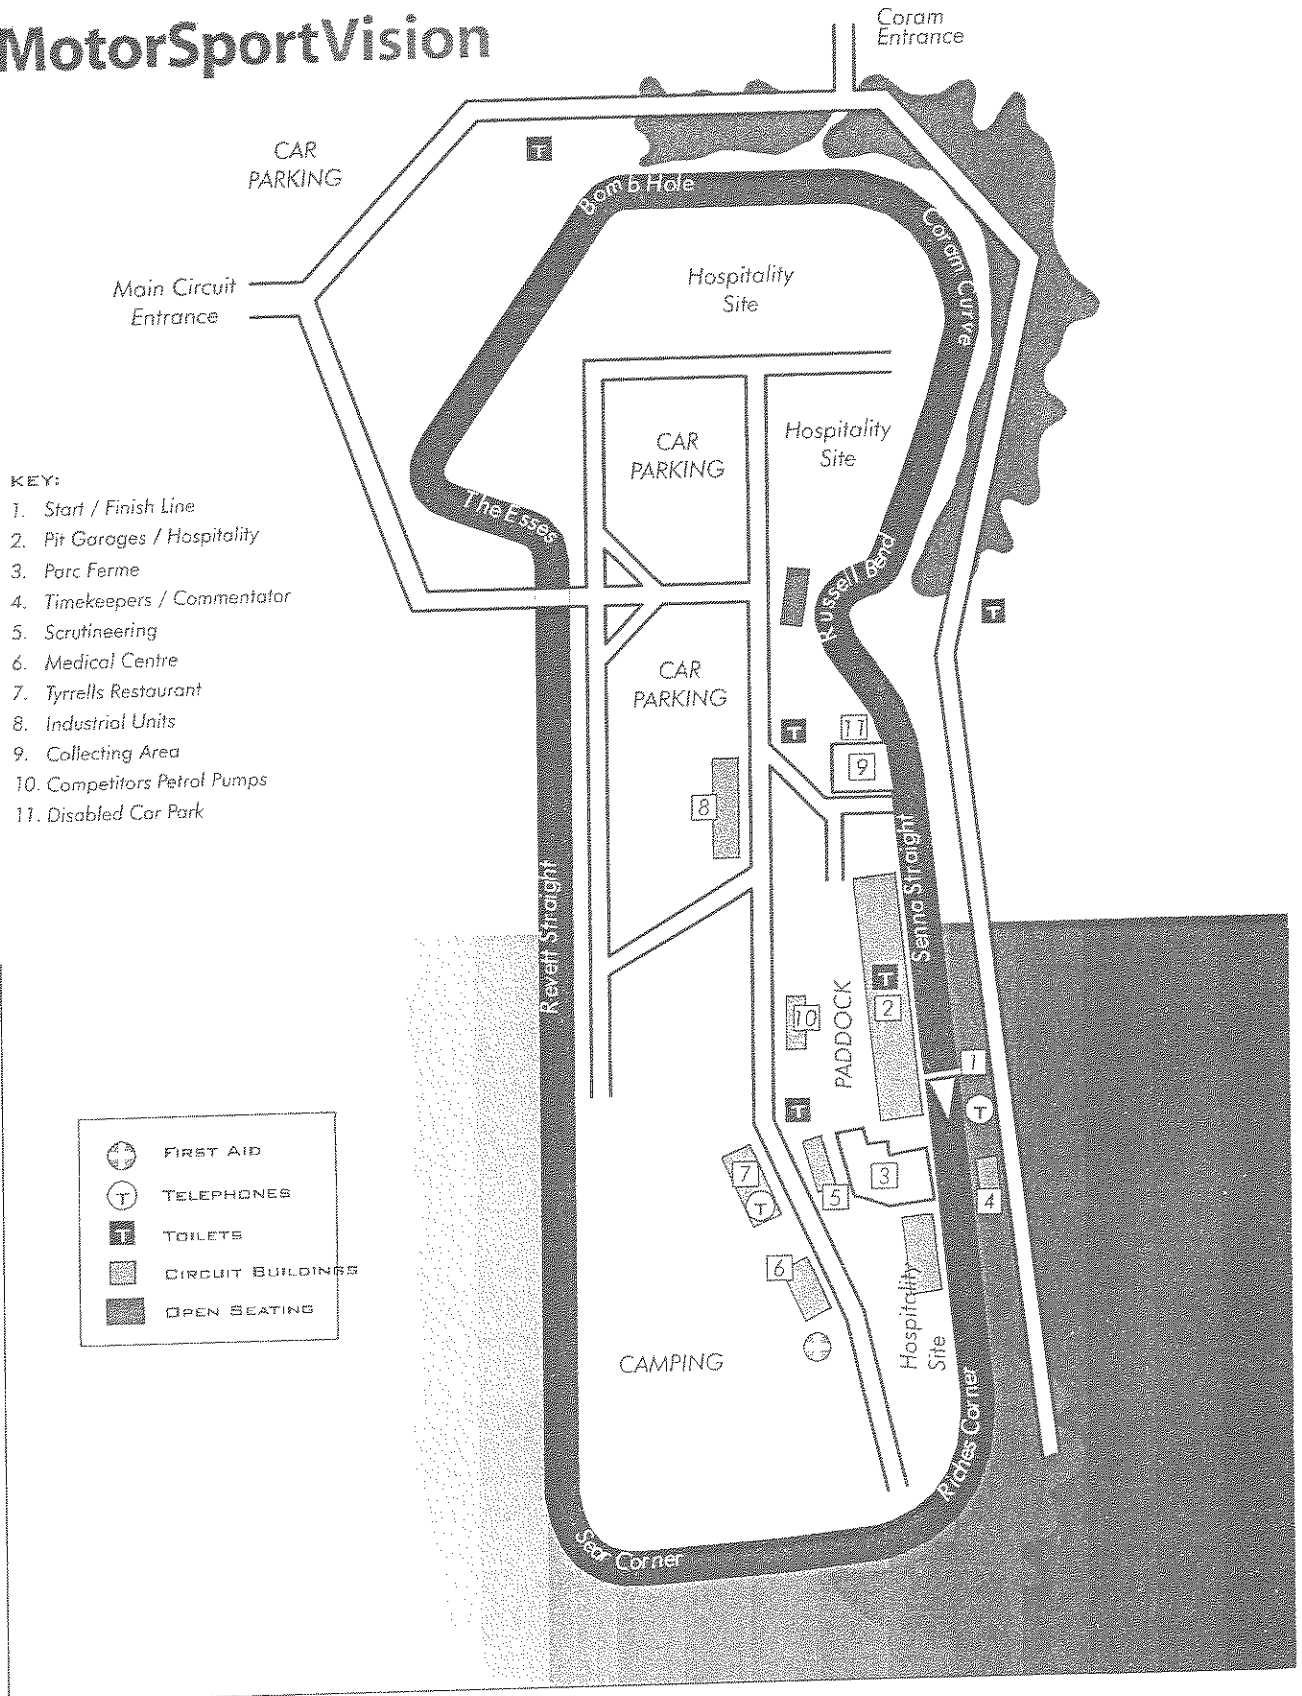 MotorSportVision
Coram
Entrance
CAR
PARKING
T
Bomb Hole
Coram Curve
Main Circuit
Entrance
Hospitality
Site
CAR
PARKING
Hospitality
Site
KEY:
1. Start / Finish Line
2. Pit Garages / Hospitality
3. Parc Ferme
4. Timekeepers / Commentator
5. Scrutineering
6. Medical Centre
7. Tyrrells Restaurant
8. Industrial Units
9. Collecting Area
10. Competitors Petrol Pumps
11. Disabled Car Park
The Esses
Russell Bend
T
CAR
PARKING
T
11
9
8
Revett Straight
Senna Straight
T
2
10
PADDOCK
1
T
T
7
T
5
3
4
6
Hospitality
Site
FIRST AID
T TELEPHONES
T TOILETS
CIRCUIT BUILDINGS
OPEN SEATING
CAMPING
Riches Corner
Sear Corner